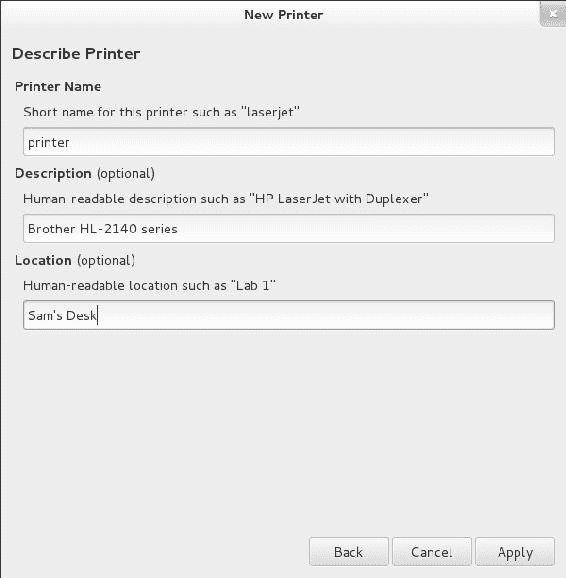 New Printer
Describe Printer
Printer Name
Short name for this printer such as "laserjet"
printer
Description (optional)
Human-readable description such as "HP LaserJet with Duplexer"
Brother HL-2140 series
Location (optional)
Human-readable location such as "Lab 1"
Sam's Desk
Back Cancel Apply